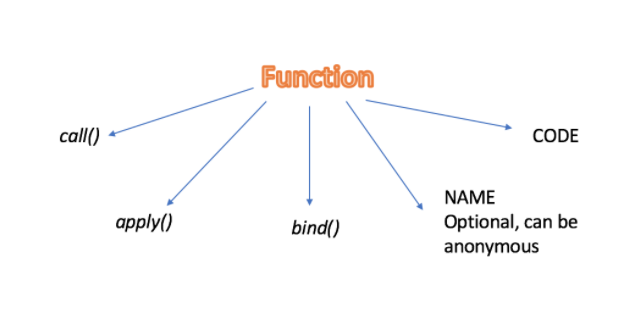 Function
call()
CODE
apply()
bind()
NAME
Optional, can be
anonymous